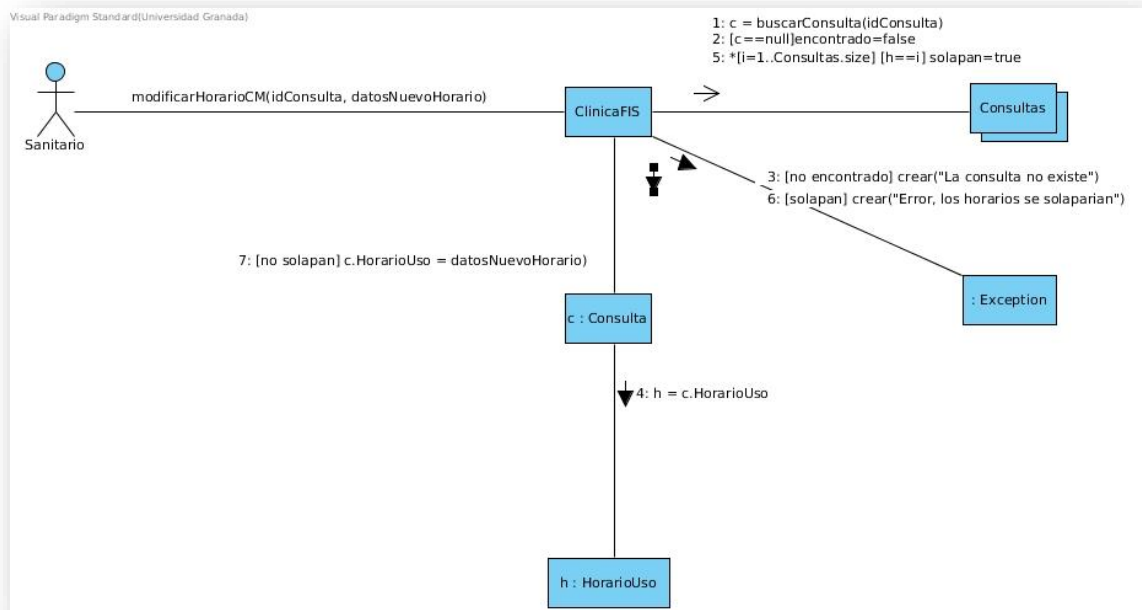 Visual Paradigm Standard(Universidad Granada)
1: c = buscarConsulta(idConsulta)
2: [c==null]encontrado=false
5: *[i=1..Consultas.size] [h==i] solapan=true
modificarHorarioCM(idConsulta, datosNuevoHorario)
ClinicaFIS
Consultas
Sanitario
3: [no encontrado] crear("La consulta no existe")
6: [solapan] crear("Error, los horarios se solaparian")
7: [no solapan] c.HorarioUso = datosNuevoHorario)
: Exception
c : Consulta
4: h = c.HorarioUso
h : HorarioUso